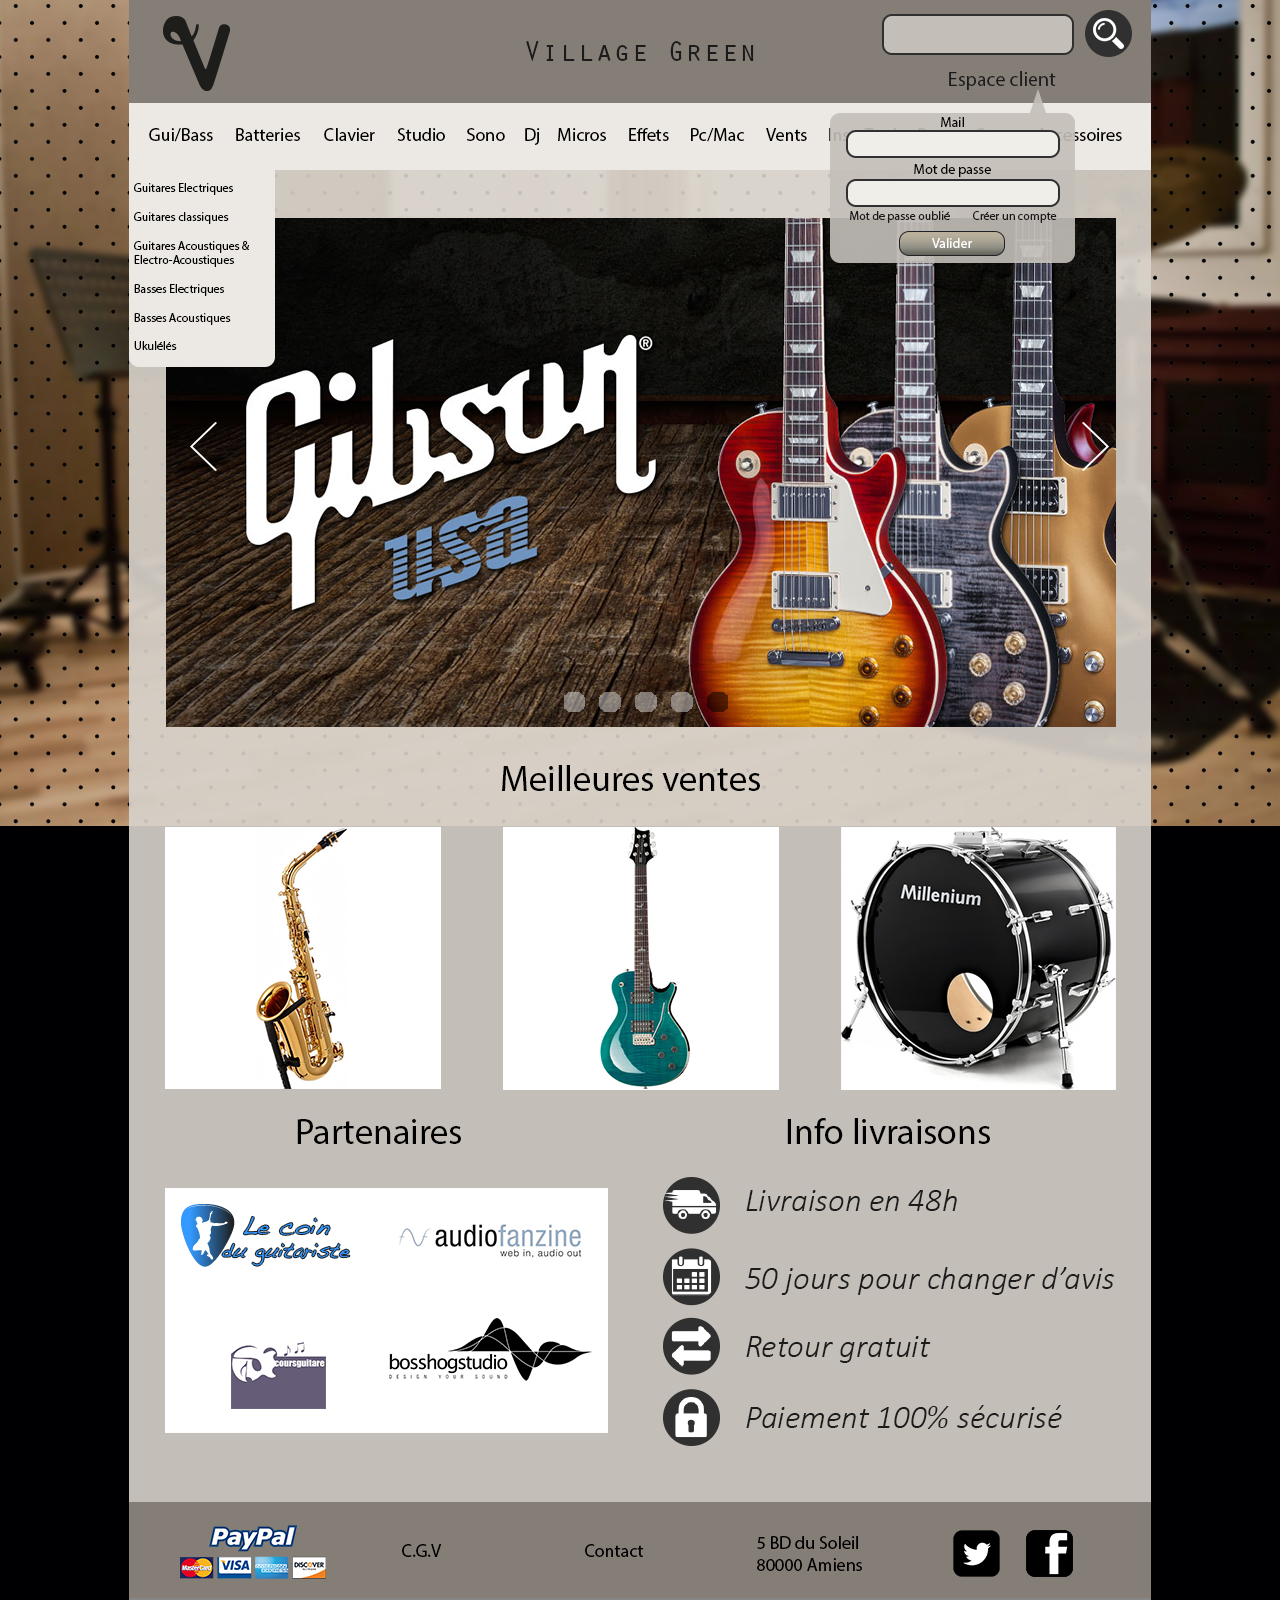 V
Village Green
Espace client
Gui/Bass Batteries Clavier Studio Sono Dj Micros Effets Pc/Mac Vents
Mail
Mot de passe
Mot de passe oublié Créer un compte
Valider
Guitares Electriques
Guitares classiques
Guitares Acoustiques &
Electro-Acoustiques
Basses Electriques
Basses Acoustiques
Ukulélés
Gibson ®
USA
Meilleures ventes
Millenium
Partenaires
Info livraisons
Le coin
du guitariste
audiofanzine
web in, audio out
coursguitare
bosshogstudio
DESIGN YOUR SOUND
Livraison en 48h
50 jours pour changer d’avis
Retour gratuit
Paiement 100% sécurisé
PayPal
MasterCard VISA AMERICAN EXPRESS DISCOVER
C.G.V
Contact
5 BD du Soleil
80000 Amiens